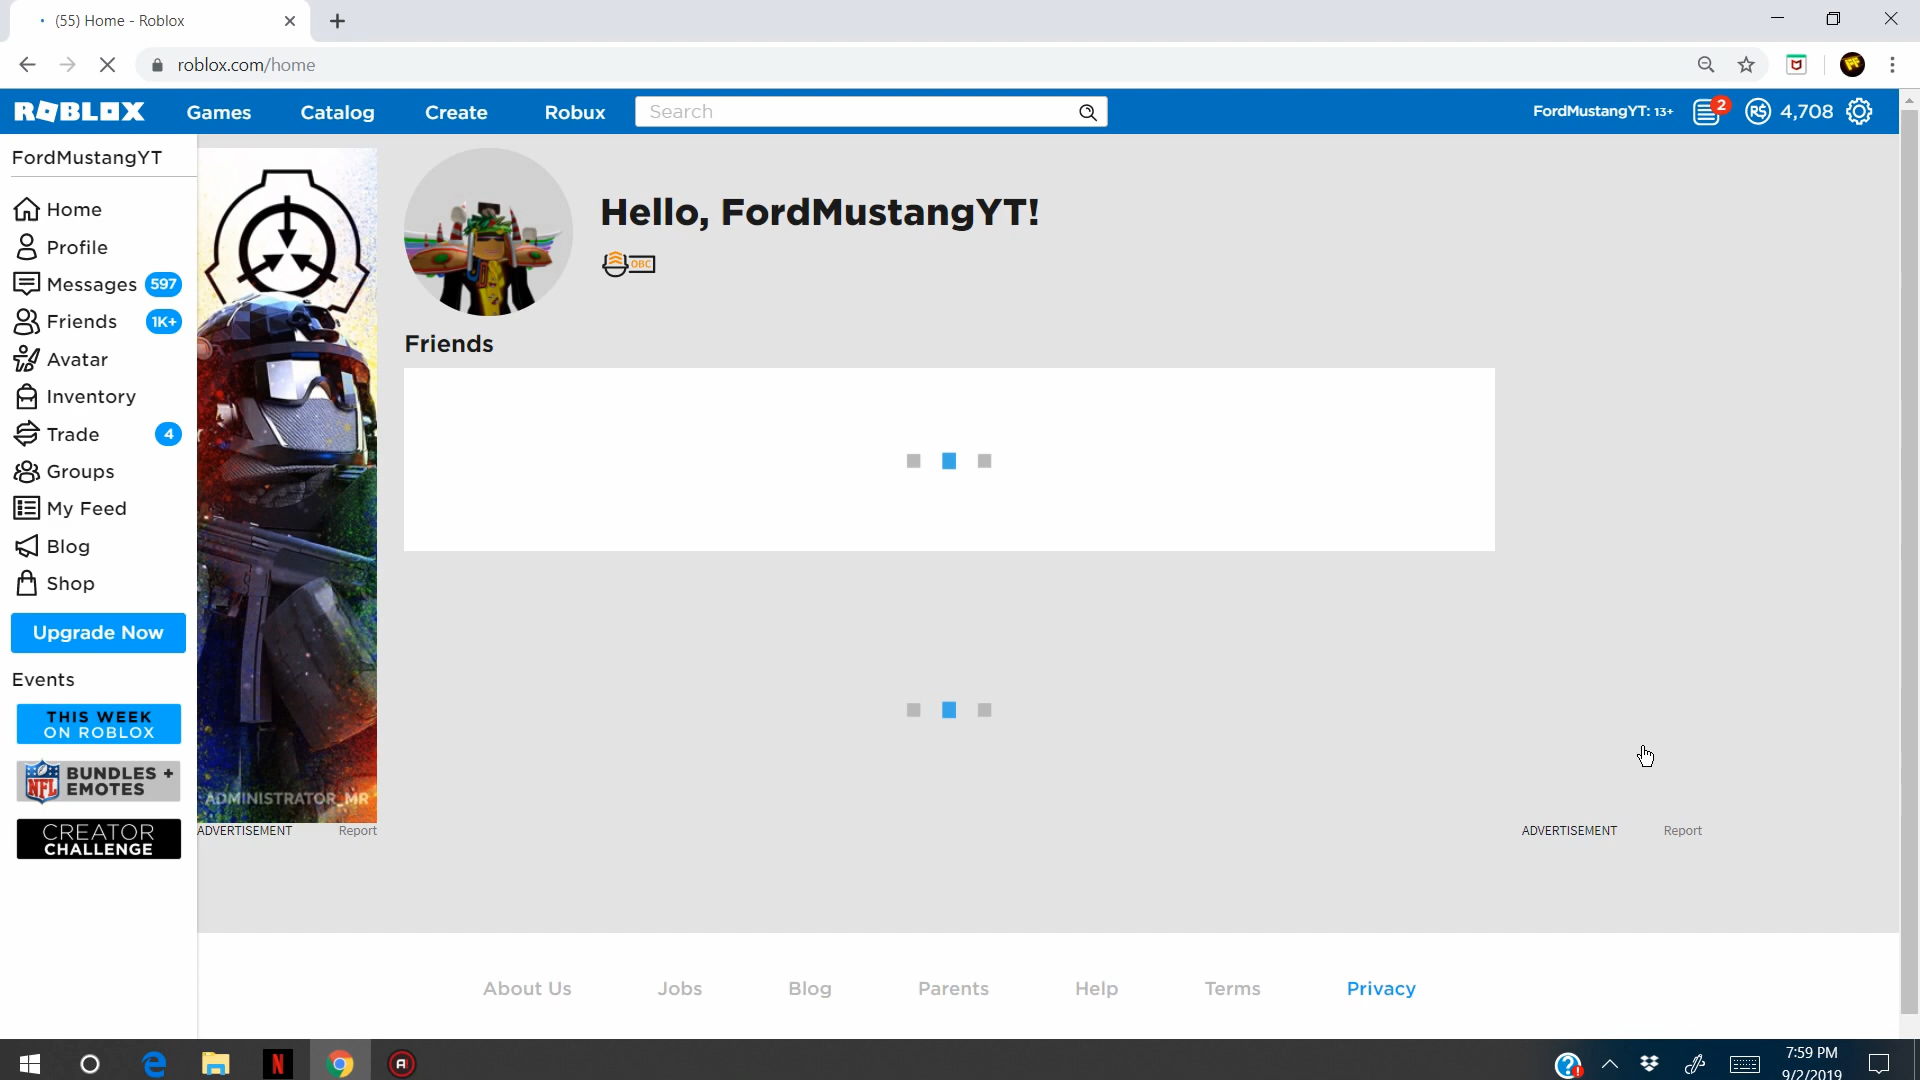 (55) Home - Roblox
roblox.com/home
ROBLOX
Games
Catalog
Create
Robux
Search
FordMustangYT: 13+
2
R$
4,708
FordMustangYT
Home
Profile
Messages 597
Friends 1K+
Avatar
Inventory
Trade 4
Groups
My Feed
Blog
Shop
Upgrade Now
Events
THIS WEEK
ON ROBLOX
NFL
BUNDLES +
EMOTES
CREATOR
CHALLENGE
ADMINISTRATOR_MR
ADVERTISEMENT
Report
Hello, FordMustangYT!
OBC
Friends
ADVERTISEMENT
Report
About Us
Jobs
Blog
Parents
Help
Terms
Privacy
7:59 PM
9/2/2019